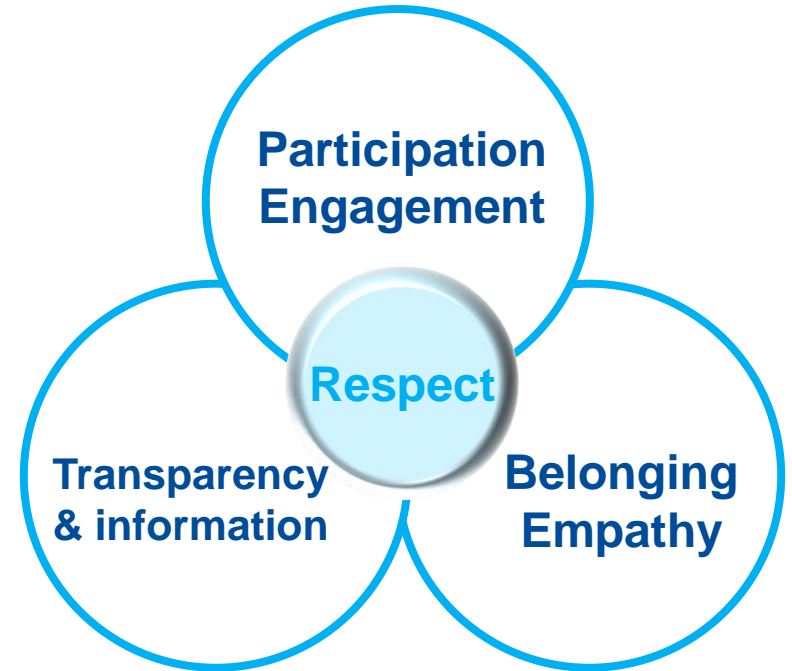 Participation
Engagement
Respect
Transparency
& information
Belonging
Empathy